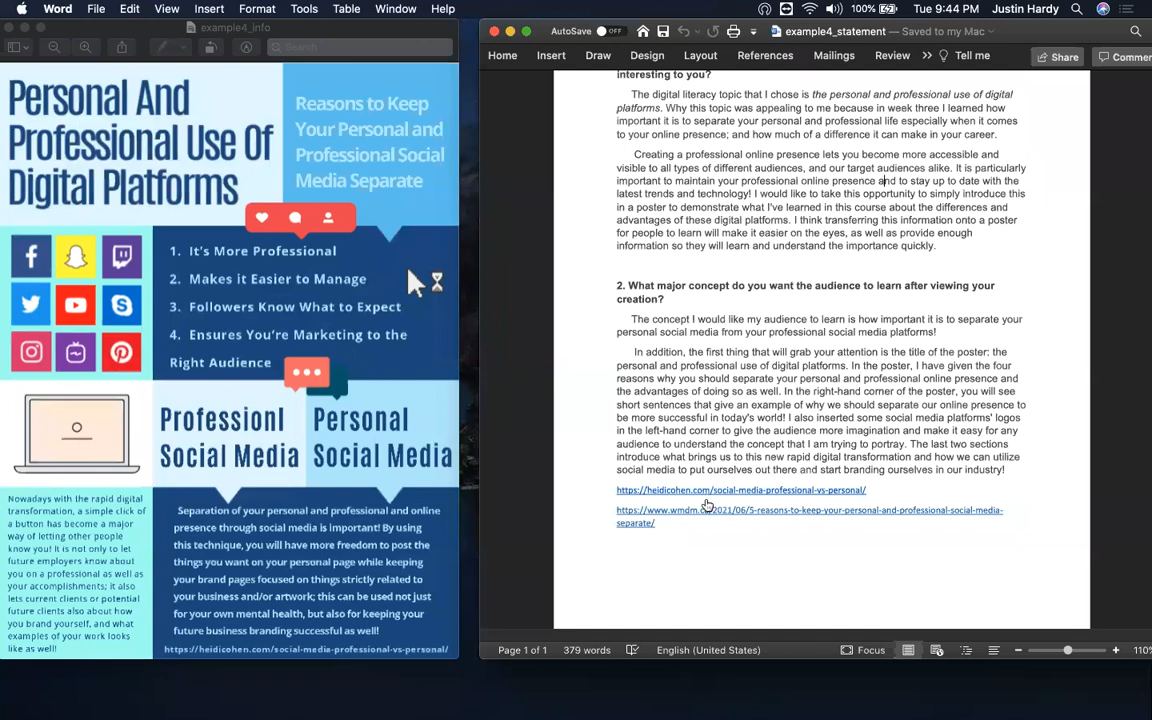 Word File Edit View Insert Format Tools Table Window Help 100% Tue 9:44 PM Justin Hardy
example4_info
Search
Personal And
Professional Use Of
Digital Platforms
Reasons to Keep
Your Personal and
Professional Social
Media Separate
1. It's More Professional
2. Makes it Easier to Manage
3. Followers Know What to Expect
4. Ensures You're Marketing to the
Right Audience
Professionl
Social Media
Personal
Social Media
Nowadays with the rapid digital
transformation, a simple click of
a button has become a major
way of letting other people
know you! It is not only to let
future employers know about
you on a professional as well as
your accomplishments; it also
lets current clients or potential
future clients also about how
you brand yourself, and what
examples of your work looks
like as well!
Separation of your personal and professional and online
presence through social media is important! By using
this technique, you will have more freedom to post the
things you want on your personal page while keeping
your brand pages focused on things strictly related to
your business and/or artwork; this can be used not just
for your own mental health, but also for keeping your
future business branding successful as well!
https://heidicohen.com/social-media-professional-vs-personal/
AutoSave OFF example4_statement — Saved to my Mac
Home Insert Draw Design Layout References Mailings Review Tell me Share Commen
interesting to you?
The digital literacy topic that I chose is the personal and professional use of digital
platforms. Why this topic was appealing to me because in week three I learned how
important it is to separate your personal and professional life especially when it comes
to your online presence; and how much of a difference it can make in your career.
Creating a professional online presence lets you become more accessible and
visible to all types of different audiences, and our target audiences alike. It is particularly
important to maintain your professional online presence and to stay up to date with the
latest trends and technology! I would like to take this opportunity to simply introduce this
in a poster to demonstrate what I've learned in this course about the differences and
advantages of these digital platforms. I think transferring this information onto a poster
for people to learn will make it easier on the eyes, as well as provide enough
information so they will learn and understand the importance quickly.
2. What major concept do you want the audience to learn after viewing your
creation?
The concept I would like my audience to learn is how important it is to separate your
personal social media from your professional social media platforms!
In addition, the first thing that will grab your attention is the title of the poster: the
personal and professional use of digital platforms. In the poster, I have given the four
reasons why you should separate your personal and professional online presence and
the advantages of doing so as well. In the right-hand corner of the poster, you will see
short sentences that give an example of why we should separate our online presence to
be more successful in today's world! I also inserted some social media platforms' logos
in the left-hand corner to give the audience more imagination and make it easy for any
audience to understand the concept that I am trying to portray. The last two sections
introduce what brings us to this new rapid digital transformation and how we can utilize
social media to put ourselves out there and start branding ourselves in our industry!
https://heidicohen.com/social-media-professional-vs-personal/
https://www.wmdm.c 2021/06/5-reasons-to-keep-your-personal-and-professional-social-media-
separate/
Page 1 of 1 379 words English (United States) Focus 110%